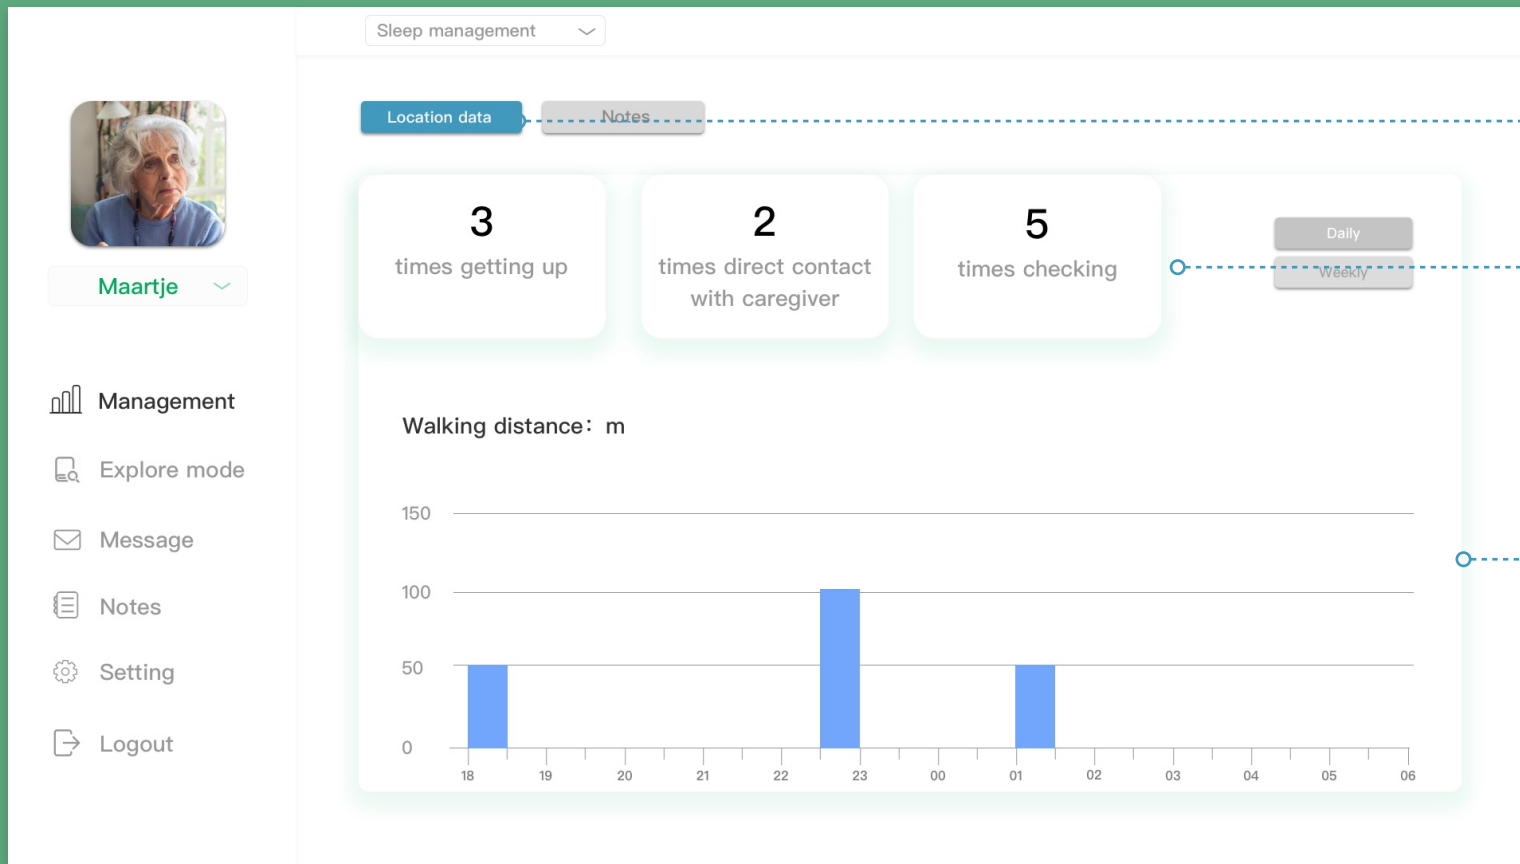 Sleep management
Location data
Notes
Maartje
3
times getting up
2
times direct contact
with caregiver
5
times checking
Daily
Weekly
Management
Explore mode
Message
Notes
Setting
Logout
Walking distance：m
150
100
50
0
18 19 20 21 22 23 00 01 02 03 04 05 06